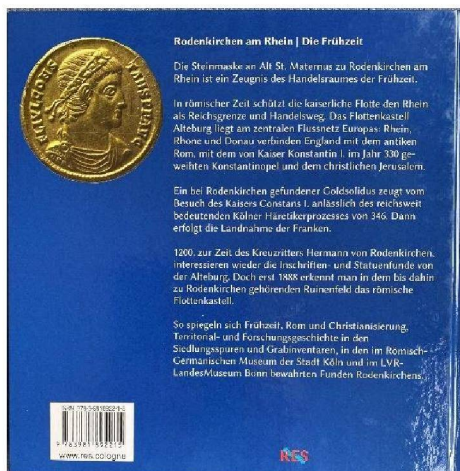 Rodenkirchen am Rhein | Die Frühzeit
Die Steinmaske an Alt St. Maternus zu Rodenkirchen am
Rhein ist ein Zeugnis des Handelsraumes der Frühzeit.
In römischer Zeit schützt die kaiserliche Flotte den Rhein
als Reichsgrenze und Handelsweg. Das Flottenkastell
Alteburg liegt am zentralen Flussnetz Europas: Rhein,
Rhone und Donau verbinden England mit dem antiken
Rom, mit dem von Kaiser Konstantin I. im Jahr 330 ge-
weihten Konstantinopel und dem christlichen Jerusalem.
Ein bei Rodenkirchen gefundener Goldsolidus zeugt vom
Besuch des Kaisers Constans I. anlässlich des reichsweit
bedeutenden Kölner Häretikerprozesses von 346. Dann
erfolgt die Landnahme der Franken.
1200, zur Zeit des Kreuzritters Hermann von Rodenkirchen,
interessieren wieder die Inschriften- und Statuenfunde von
der Alteburg. Doch erst 1888 erkennt man in dem bis dahin
zu Rodenkirchen gehörenden Ruinenfeld das römische
Flottenkastell.
So spiegeln sich Frühzeit, Rom und Christianisierung,
Territorial- und Forschungsgeschichte in den
Siedlungsspuren und Grabinventaren, in den im Römisch-
Germanischen Museum der Stadt Köln und im LVR-
LandesMuseum Bonn bewahrten Funden Rodenkirchens.
www.res.cologne
RES